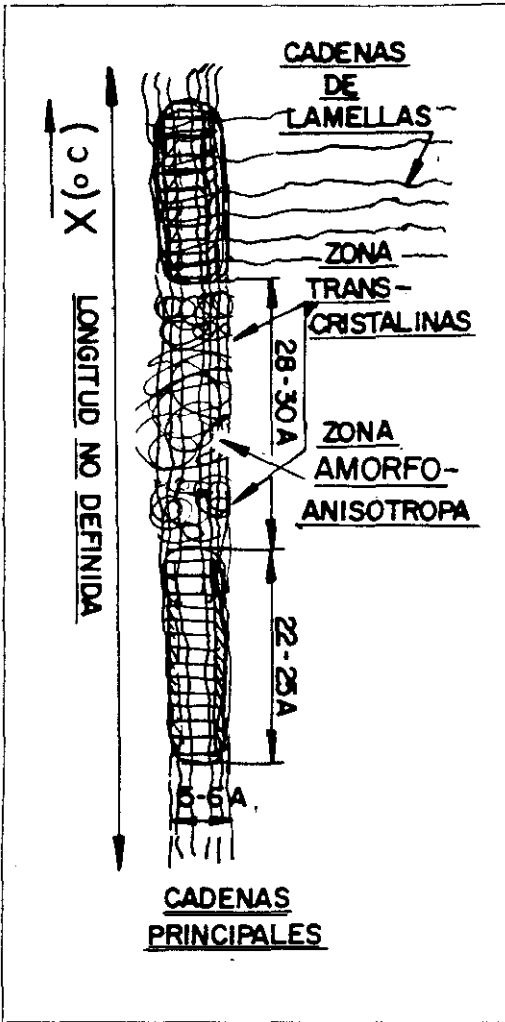 CADENAS
DE
LAMELLAS
X (o c)
ZONA
TRANS-
CRISTALINAS
28-30 A
LONGITUD NO DEFINIDA
ZONA
AMORFO-
ANISOTROPA
22-25A
5-6 A
CADENAS
PRINCIPALES